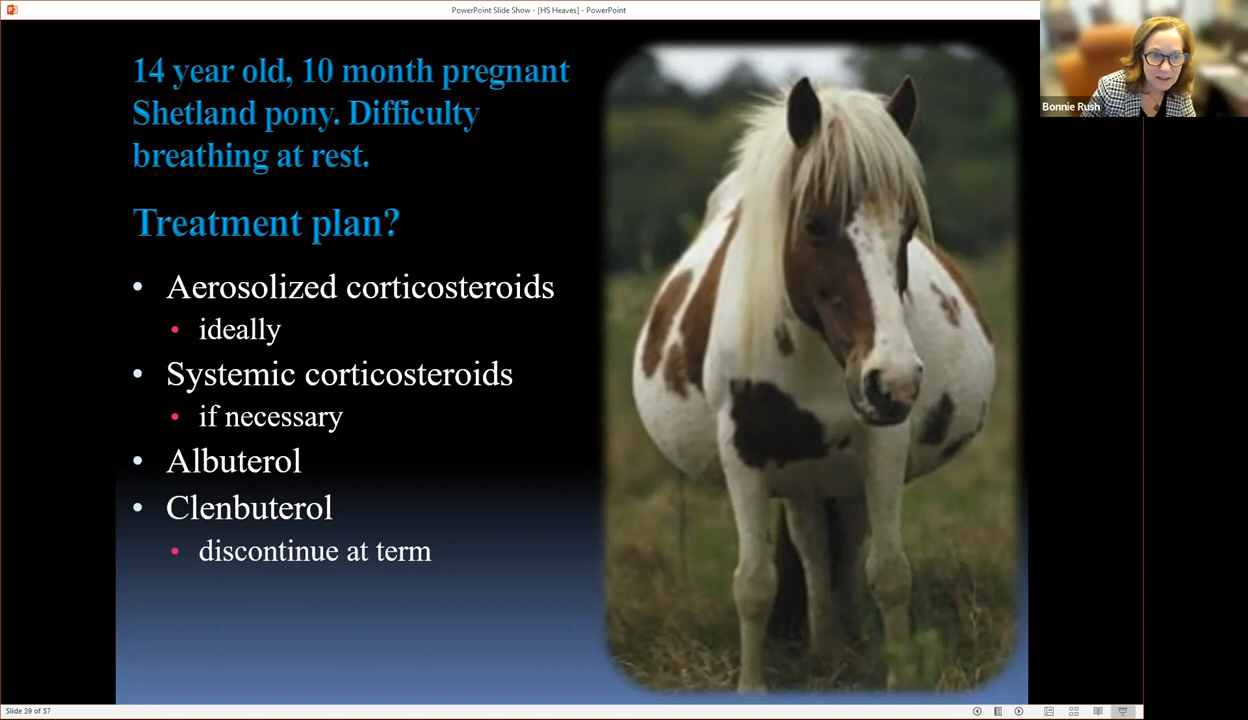 PowerPoint Slide Show - [HS Heaves] - PowerPoint
14 year old, 10 month pregnant
Shetland pony. Difficulty
breathing at rest.
Treatment plan?
• Aerosolized corticosteroids
• ideally
• Systemic corticosteroids
• if necessary
• Albuterol
• Clenbuterol
• discontinue at term
Bonnie Rush
Slide 39 of 57